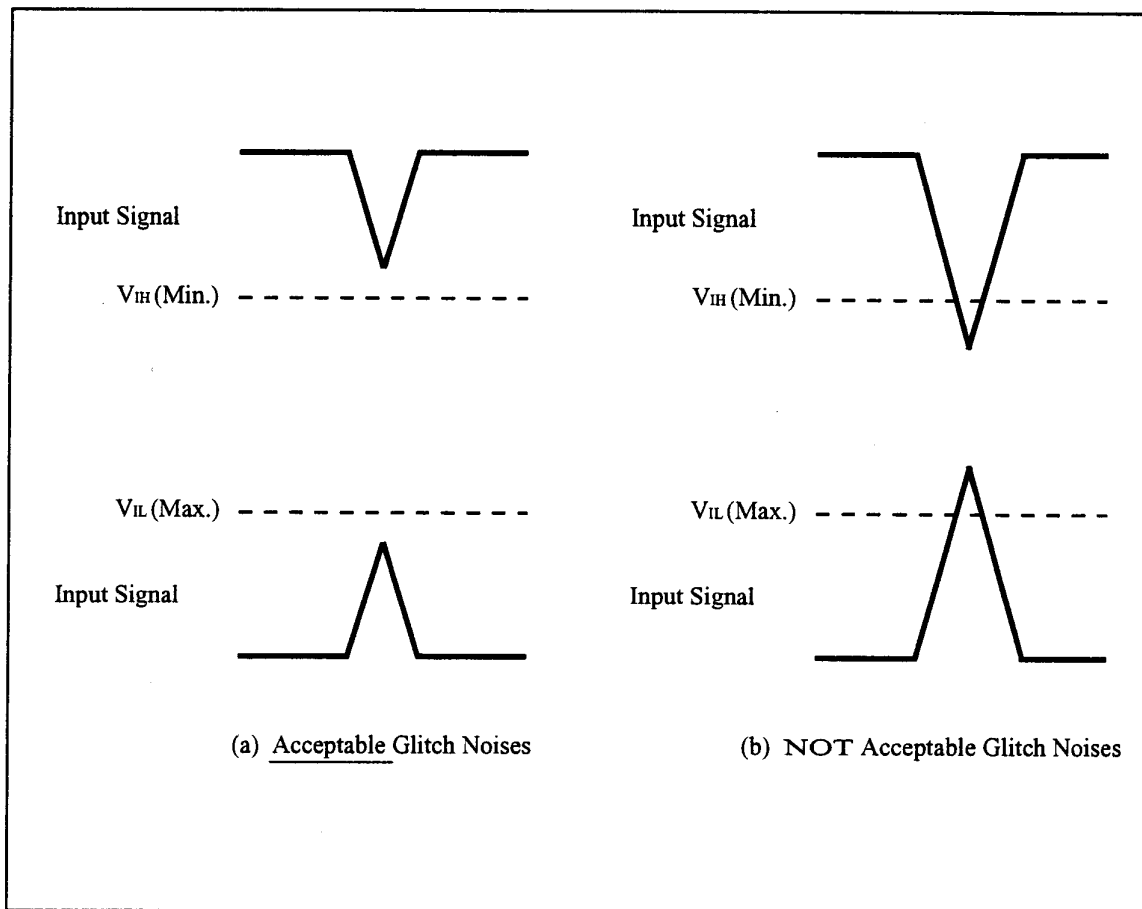 Input Signal
VIH (Min.)
VIL (Max.)
Input Signal
(a) Acceptable Glitch Noises
Input Signal
VIH (Min.)
VIL (Max.)
Input Signal
(b) NOT Acceptable Glitch Noises